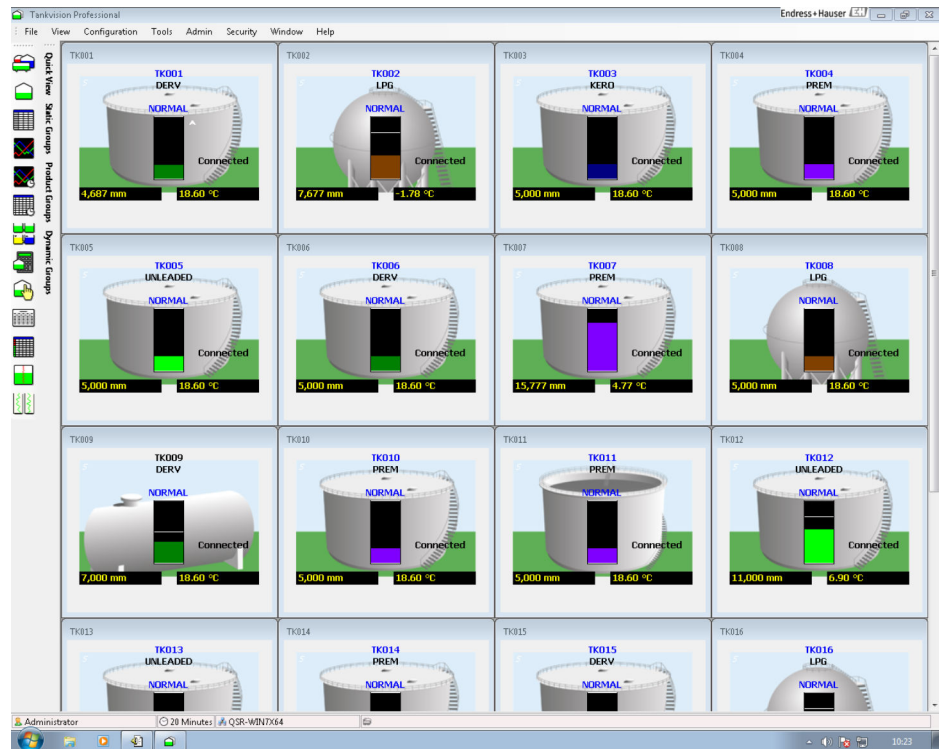 Tankvision Professional
Endress+Hauser EH
File View Configuration Tools Admin Security Window Help
Quick View Static Groups Product Groups Dynamic Groups
TK001
TK001
DERV
NORMAL
Connected
4,687 mm 18.60 °C
TK002
TK002
LPG
NORMAL
Connected
7,677 mm -1.78 °C
TK003
TK003
KERO
NORMAL
Connected
5,000 mm 18.60 °C
TK004
TK004
PREM
NORMAL
Connected
5,000 mm 18.60 °C
TK005
TK005
UNLEADED
NORMAL
Connected
5,000 mm 18.60 °C
TK006
TK006
DERV
NORMAL
Connected
5,000 mm 18.60 °C
TK007
TK007
PREM
NORMAL
Connected
15,777 mm 4.77 °C
TK008
TK008
LPG
NORMAL
Connected
5,000 mm 18.60 °C
TK009
TK009
DERV
NORMAL
Connected
7,000 mm 18.60 °C
TK010
TK010
PREM
NORMAL
Connected
5,000 mm 18.60 °C
TK011
TK011
PREM
NORMAL
Connected
5,000 mm 18.60 °C
TK012
TK012
UNLEADED
NORMAL
Connected
11,000 mm 6.90 °C
TK013
TK013
UNLEADED
NORMAL
TK014
TK014
PREM
NORMAL
TK015
TK015
DERV
NORMAL
TK016
TK016
LPG
NORMAL
Administrator 20 Minutes QSR-WIN7X64
10:23